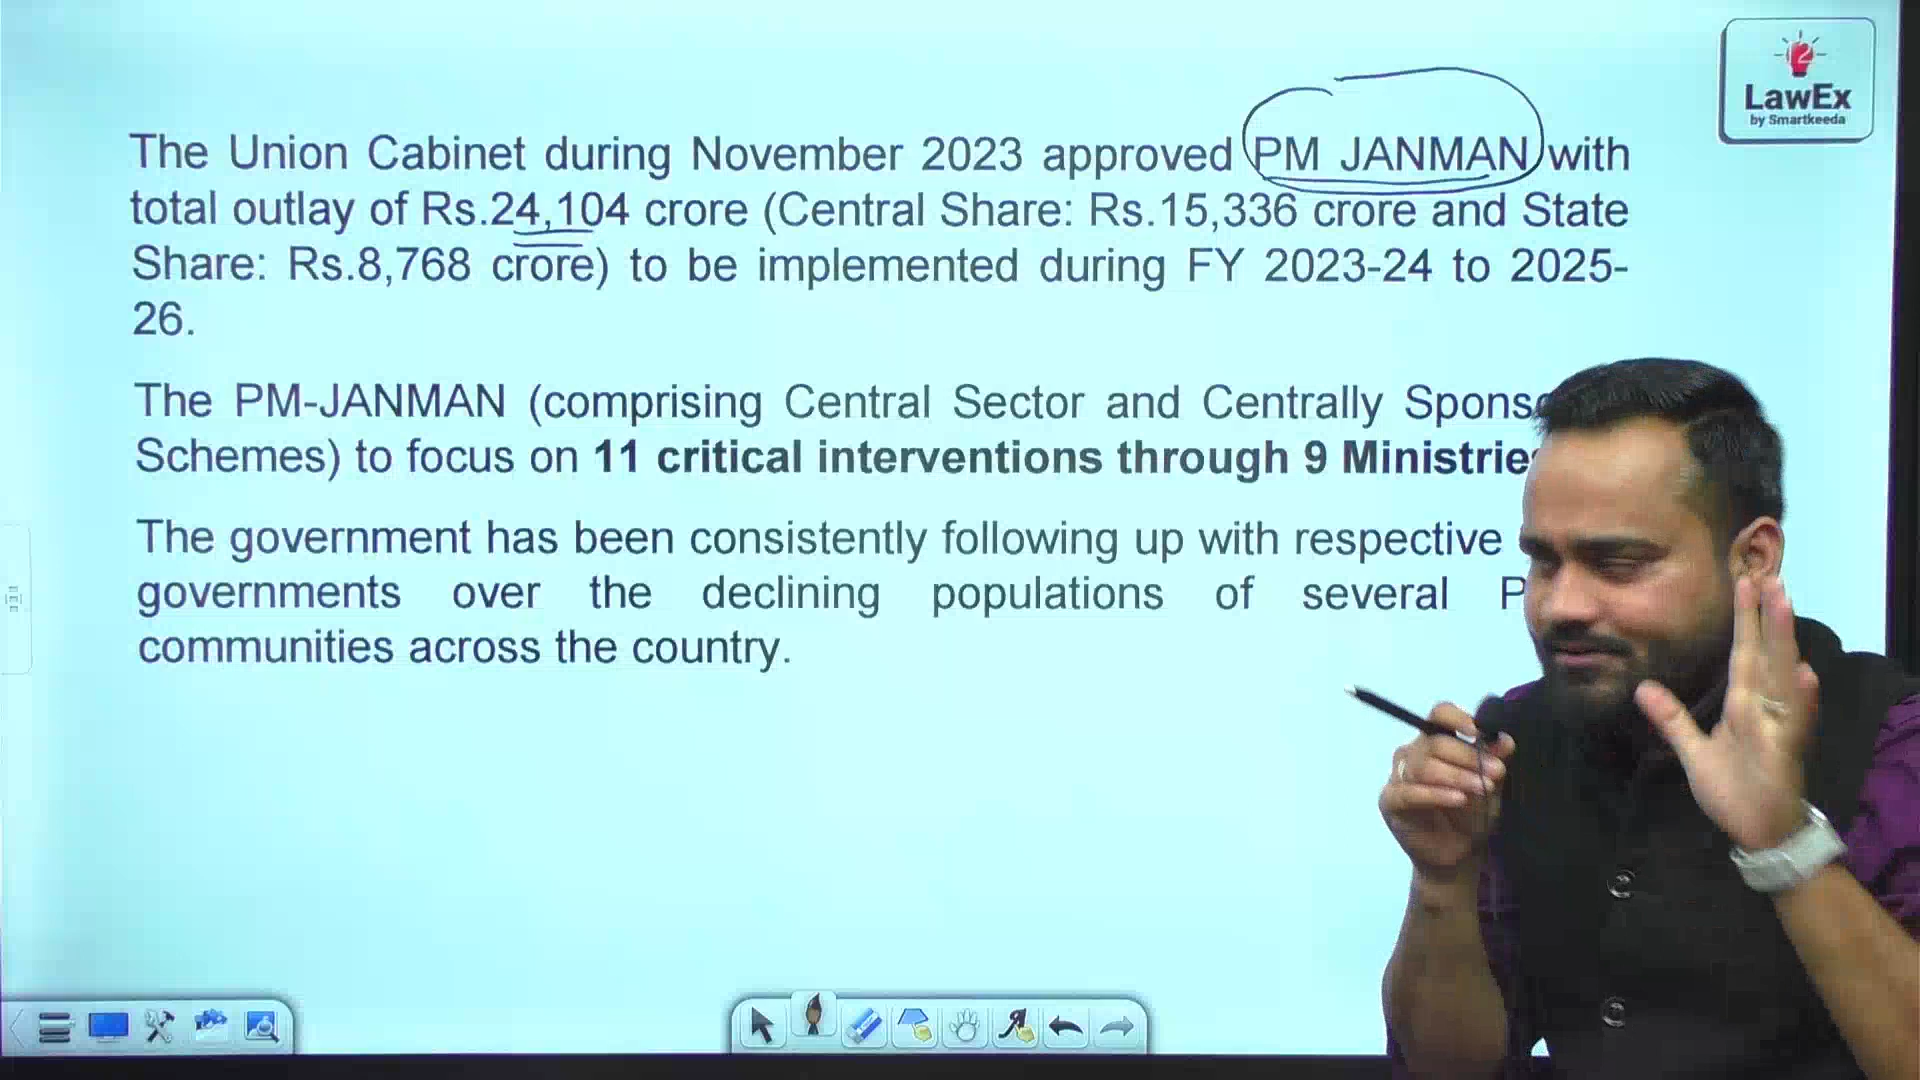 LawEx
by Smartkeeda
The Union Cabinet during November 2023 approved PM JANMAN with
total outlay of Rs.24,104 crore (Central Share: Rs.15,336 crore and State
Share: Rs.8,768 crore) to be implemented during FY 2023-24 to 2025-
26.
The PM-JANMAN (comprising Central Sector and Centrally
Schemes) to focus on 11 critical interventions through 9
The government has been consistently following up with respective
governments over the declining populations of several
communities across the country.